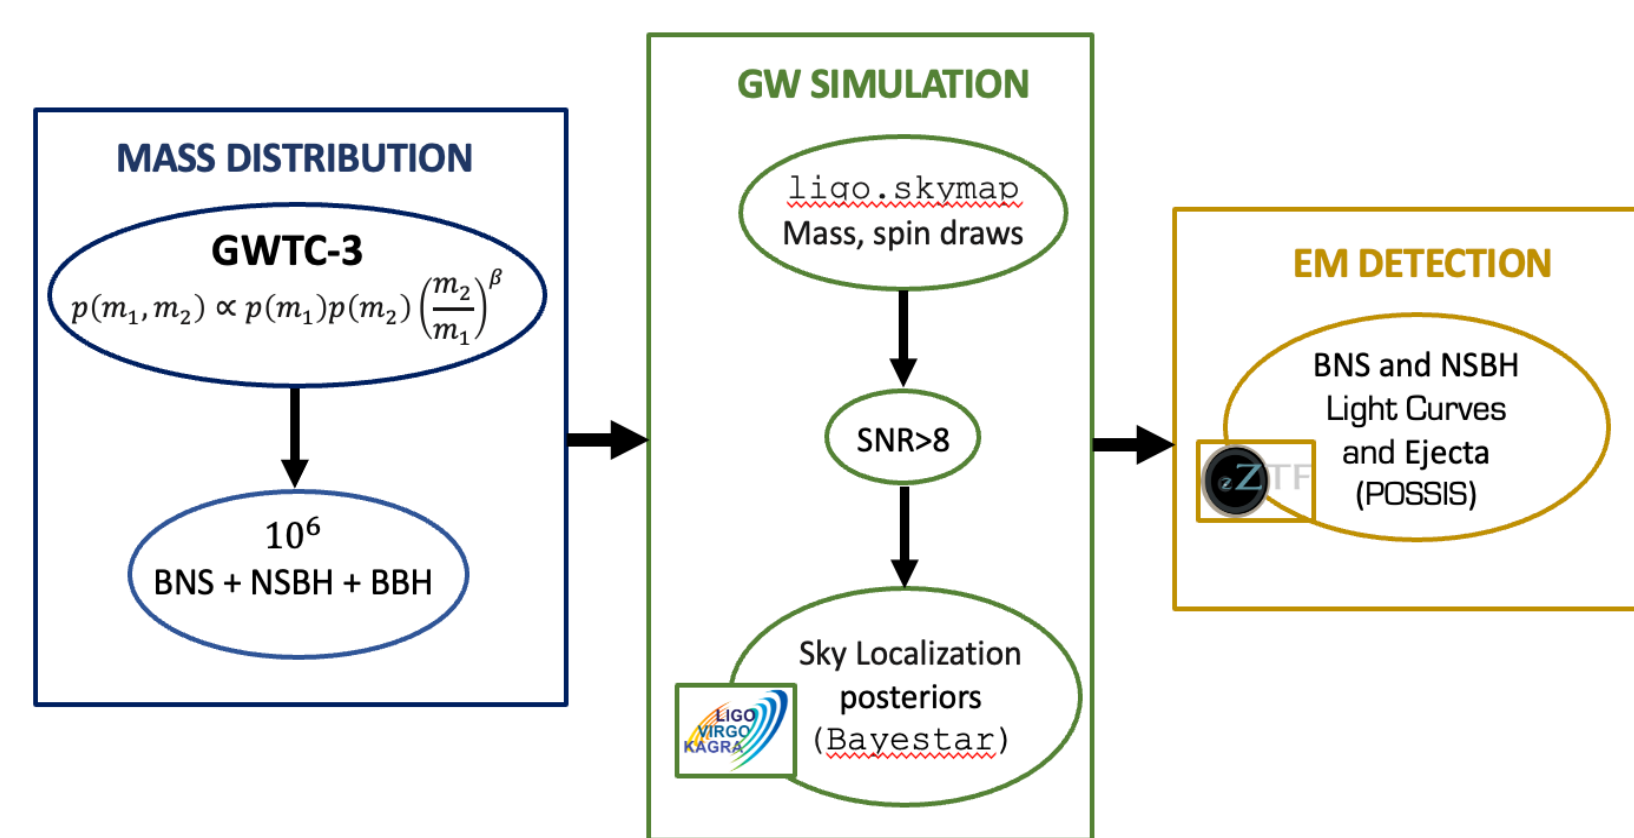 MASS DISTRIBUTION
GWTC-3
p(m₁, m₂) ∝ p(m₁)p(m₂) (m₂/m₁)^β
10⁶
BNS + NSBH + BBH
GW SIMULATION
ligo.skymap
Mass, spin draws
SNR>8
Sky Localization
posteriors
(Bayestar)
LIGO
VIRGO
KAGRA
EM DETECTION
BNS and NSBH
Light Curves
and Ejecta
(POSSIS)
zZTF